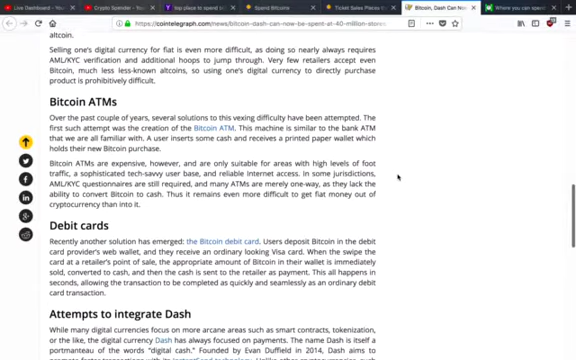 Live Dashboard - Y
Crypto Spender - Y
top place to spend
Spend Bitcoins
Ticket Sales Places th
Bitcoin, Dash Can Now
Where you can spen
https://cointelegraph.com/news/bitcoin-dash-can-now-be-spent-at-40-million-stores
altcoin.
Selling one's digital currency for fiat is even more difficult, as doing so nearly always requires
AML/KYC verification and additional hoops to jump through. Very few retailers accept even
Bitcoin, much less less-known altcoins, so using one's digital currency to directly purchase
product is prohibitively difficult.
Bitcoin ATMs
Over the past couple of years, several solutions to this vexing difficulty have been attempted. The
first such attempt was the creation of the Bitcoin ATM. This machine is similar to the bank ATM
that we are all familiar with. A user inserts some cash and receives a printed paper wallet which
holds their new Bitcoin purchase.
Bitcoin ATMs are expensive, however, and are only suitable for areas with high levels of foot
traffic, a sophisticated tech-savvy user base, and reliable Internet access. In some jurisdictions,
AML/KYC questionnaires are still required, and many ATMs are merely one-way, as they lack the
ability to convert Bitcoin to cash. Thus it remains even more difficult to get fiat money out of
cryptocurrency than into it.
Debit cards
Recently another solution has emerged: the Bitcoin debit card. Users deposit Bitcoin in the debit
card provider's web wallet, and they receive an ordinary looking Visa card. When the swipe the
card at a retailer's point of sale, the appropriate amount of Bitcoin in their wallet is immediately
sold, converted to cash, and then the cash is sent to the retailer as payment. This all happens in
seconds, allowing the transaction to be completed as quickly and seamlessly as an ordinary debit
card transaction.
Attempts to integrate Dash
While many digital currencies focus on more arcane areas such as smart contracts, tokenization,
or the like, the digital currency Dash has always focused on payments. The name Dash is itself a
portmanteau of the words "digital cash." Founded by Evan Duffield in 2014, Dash aims to